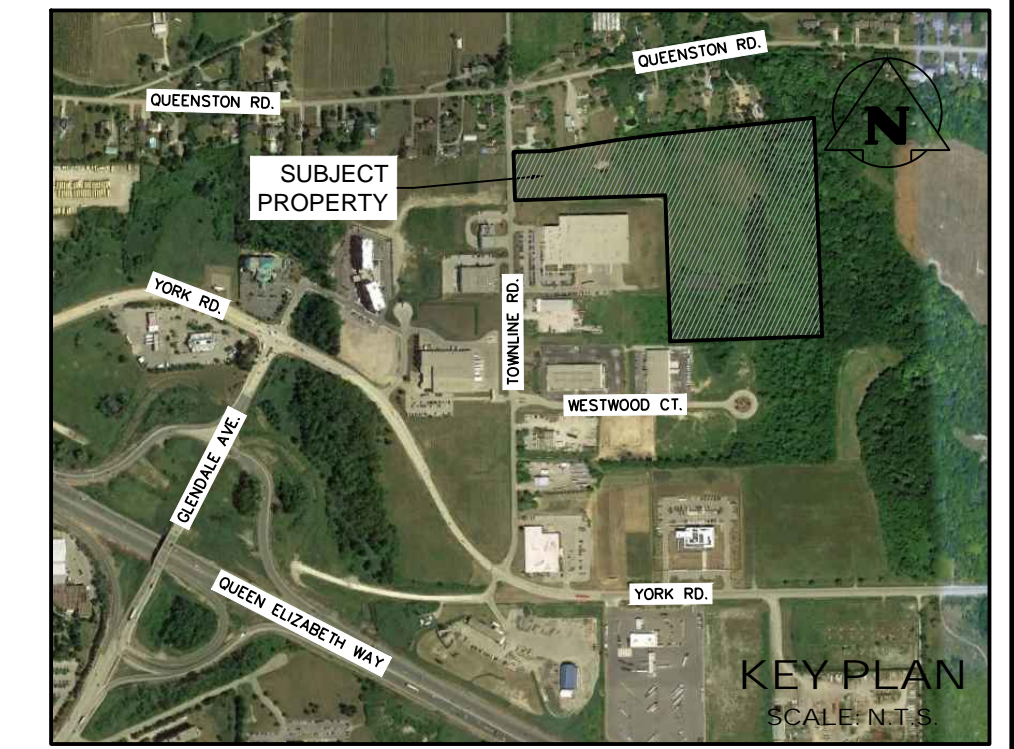 QUEENSTON RD.
QUEENSTON RD.
N
SUBJECT
PROPERTY
YORK RD.
TOWNLINE RD.
WESTWOOD CT.
GLENDALE AVE.
QUEEN ELIZABETH WAY
YORK RD.
KEY PLAN
SCALE: N.T.S.